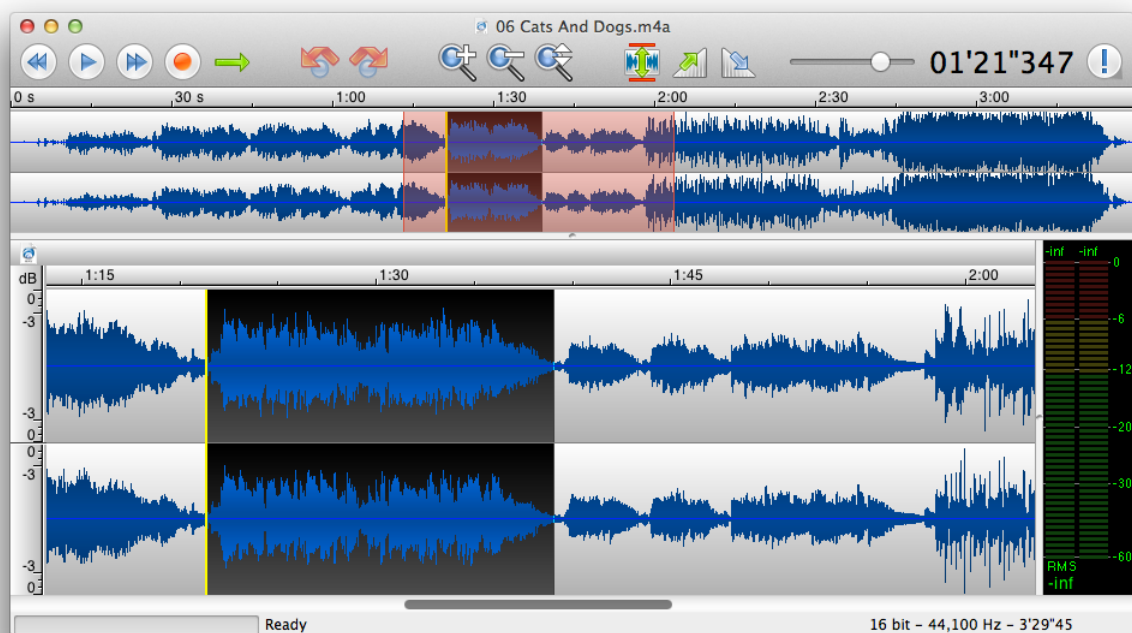 06 Cats And Dogs.m4a
01'21"347
0 s 30 s 1:00 1:30 2:00 2:30 3:00
1:15 1:30 1:45 2:00
dB
0
-3
-3
0
0
-3
-3
0
-inf -inf
0
-6
-12
-20
-30
-60
RMS
-inf
Ready
16 bit – 44,100 Hz – 3'29"45